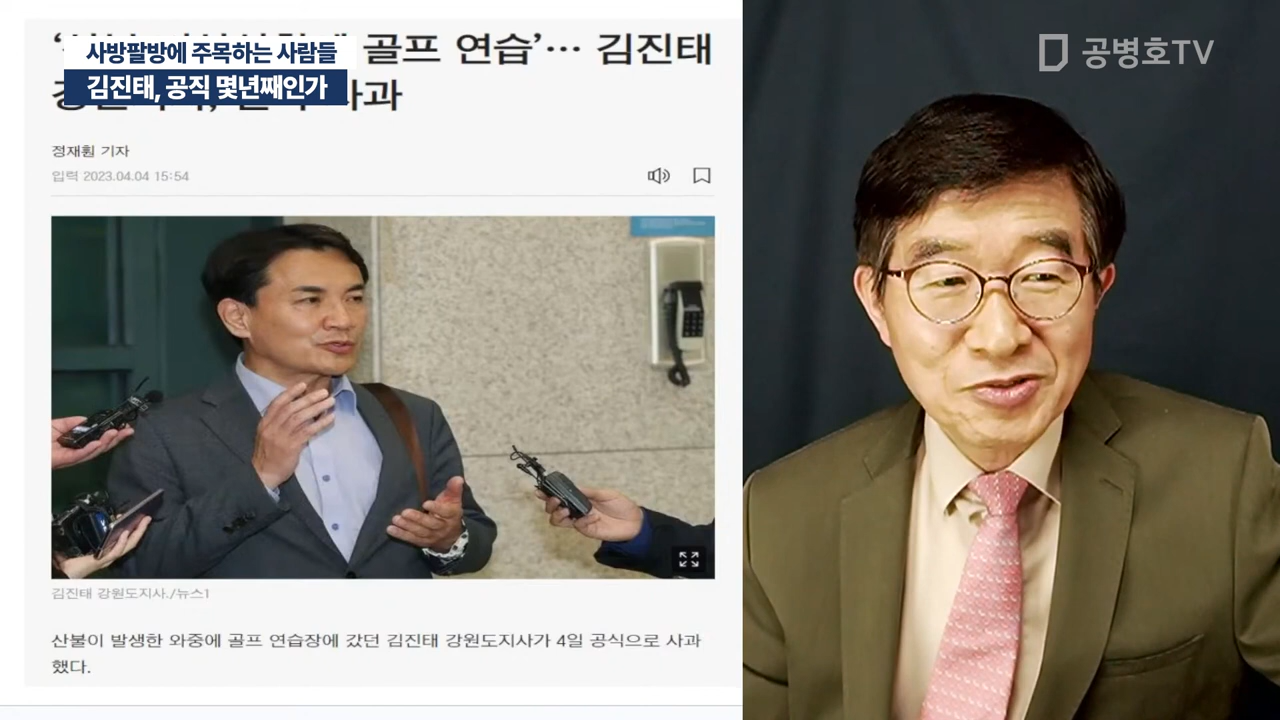 사방팔방에 주목하는 사람들
김진태, 공직 몇년째인가
골프 연습’… 김진태
사과
정재훤 기자
입력 2023.04.04 15:54
김진태 강원도지사./뉴스1
산불이 발생한 와중에 골프 연습장에 갔던 김진태 강원도지사가 4일 공식으로 사과
했다.
공병호TV